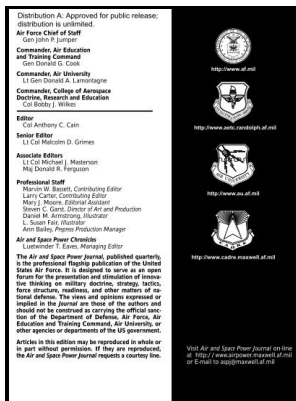 Distribution A: Approved for public release;
distribution is unlimited.
Air Force Chief of Staff
Gen John P. Jumper
Commander, Air Education
and Training Command
Gen Donald G. Cook
Commander, Air University
Lt Gen Donald A. Lamontagne
Commander, College of Aerospace
Doctrine, Research and Education
Col Bobby J. Wilkes
Editor
Col Anthony C. Cain
Senior Editor
Lt Col Malcolm D. Grimes
Associate Editors
Lt Col Michael J. Masterson
Maj Donald R. Ferguson
Professional Staff
Marvin W. Bassett, Contributing Editor
Larry Carter, Contributing Editor
Mary J. Moore, Editorial Assistant
Steven C. Garst, Director of Art and Production
Daniel M. Armstrong, Illustrator
L. Susan Fair, Illustrator
Ann Bailey, Prepress Production Manager
Air and Space Power Chronicles
Luetwinder T. Eaves, Managing Editor
The Air and Space Power Journal, published quarterly,
is the professional flagship publication of the United
States Air Force. It is designed to serve as an open
forum for the presentation and stimulation of innova-
tive thinking on military doctrine, strategy, tactics,
force structure, readiness, and other matters of na-
tional defense. The views and opinions expressed or
implied in the Journal are those of the authors and
should not be construed as carrying the official sanc-
tion of the Department of Defense, Air Force, Air
Education and Training Command, Air University, or
other agencies or departments of the US government.
Articles in this edition may be reproduced in whole or
in part without permission. If they are reproduced,
the Air and Space Power Journal requests a courtesy line.
http://www.af.mil
http://www.aetc.randolph.af.mil
http://www.au.af.mil
http://www.cadre.maxwell.af.mil
Visit Air and Space Power Journal on-line
at http://www.airpower.maxwell.af.mil
or E-mail to aspj@maxwell.af.mil